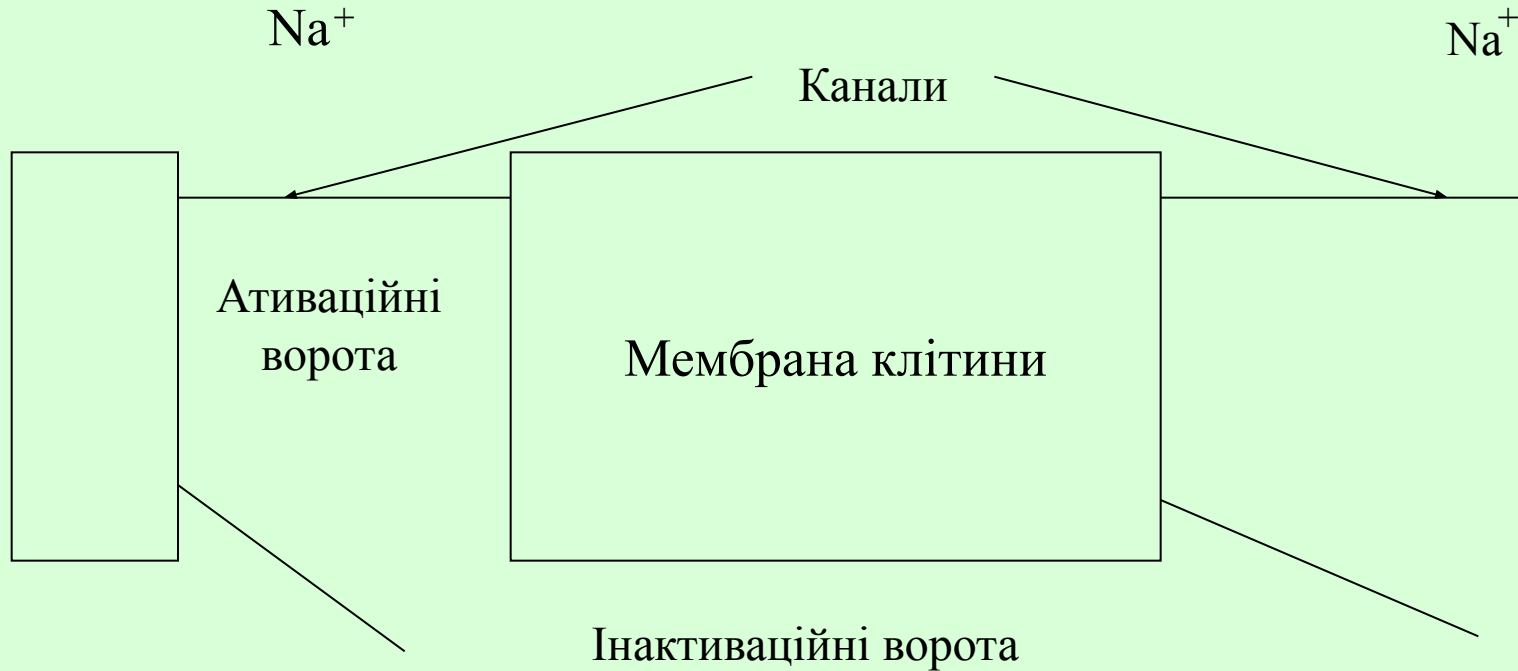 Na⁺
Na⁺
Канали
Ативаційні
ворота
Мембрана клітини
Інактиваційні ворота